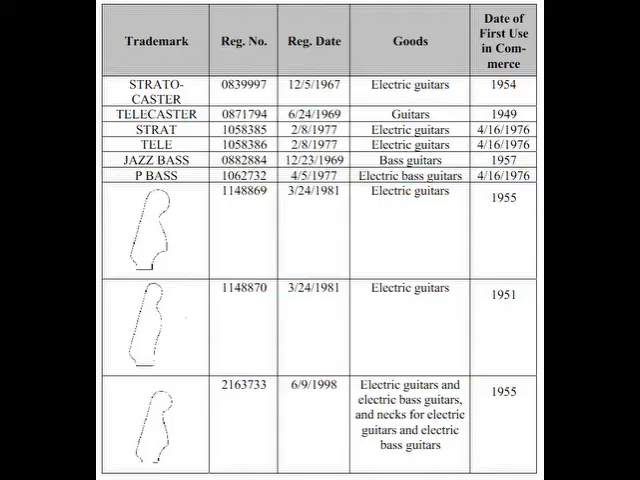 Trademark Reg. No. Reg. Date Goods Date of First Use in Com-merce
STRATO-CASTER 0839997 12/5/1967 Electric guitars 1954
TELECASTER 0871794 6/24/1969 Guitars 1949
STRAT 1058385 2/8/1977 Electric guitars 4/16/1976
TELE 1058386 2/8/1977 Electric guitars 4/16/1976
JAZZ BASS 0882884 12/23/1969 Bass guitars 1957
P BASS 1062732 4/5/1977 Electric bass guitars 4/16/1976
1148869 3/24/1981 Electric guitars 1955
1148870 3/24/1981 Electric guitars 1951
2163733 6/9/1998 Electric guitars and electric bass guitars, and necks for electric guitars and electric bass guitars 1955